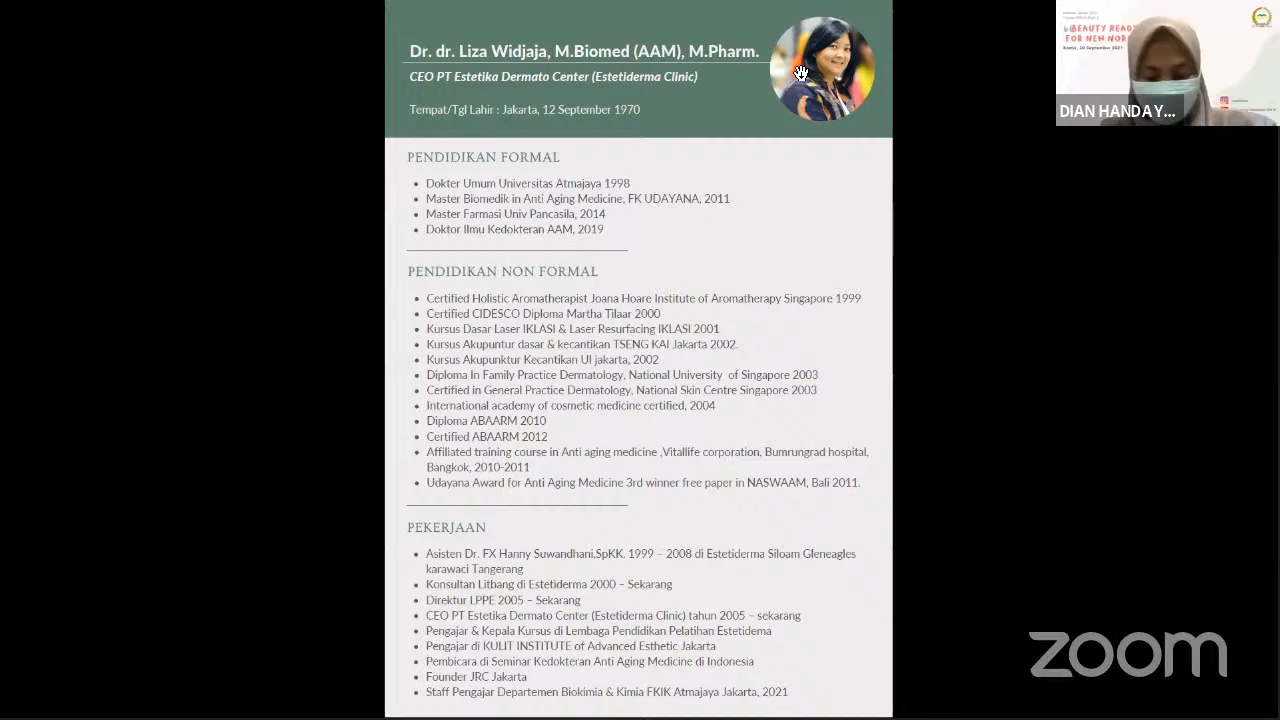 Dr. dr. Liza Widjaja, M.Biomed (AAM), M.Pharm.
CEO PT Estetika Dermato Center (Estetiderma Clinic)
Tempat/Tgl Lahir : Jakarta, 12 September 1970
PENDIDIKAN FORMAL
Dokter Umum Universitas Atmajaya 1998
Master Biomedik in Anti Aging Medicine, FK UDAYANA, 2011
Master Farmasi Univ Pancasila, 2014
Doktor Ilmu Kedokteran AAM, 2019
PENDIDIKAN NON FORMAL
Certified Holistic Aromatherapist Joana Hoare Institute of Aromatherapy Singapore 1999
Certified CIDESCO Diploma Martha Tilaar 2000
Kursus Dasar Laser IKLASI & Laser Resurfacing IKLASI 2001
Kursus Akupuntur dasar & kecantikan TSENG KAI Jakarta 2002.
Kursus Akupunktur Kecantikan UI jakarta, 2002
Diploma In Family Practice Dermatology, National University of Singapore 2003
Certified in General Practice Dermatology, National Skin Centre Singapore 2003
International academy of cosmetic medicine certified, 2004
Diploma ABAARM 2010
Certified ABAARM 2012
Affiliated training course in Anti aging medicine ,Vitallife corporation, Bumrungrad hospital,
Bangkok, 2010-2011
Udayana Award for Anti Aging Medicine 3rd winner free paper in NASWAAM, Bali 2011.
PEKERJAAN
Asisten Dr. FX Hanny Suwandhani,SpKK. 1999 – 2008 di Estetiderma Siloam Gleneagles
karawaci Tangerang
Konsultan Litbang di Estetiderma 2000 – Sekarang
Direktur LPPE 2005 – Sekarang
CEO PT Estetika Dermato Center (Estetiderma Clinic) tahun 2005 – sekarang
Pengajar & Kepala Kursus di Lembaga Pendidikan Pelatihan Estetidema
Pengajar di KULIT INSTITUTE of Advanced Esthetic Jakarta
Pembicara di Seminar Kedokteran Anti Aging Medicine di Indonesia
Founder JRC Jakarta
Staff Pengajar Departemen Biokimia & Kimia FKIK Atmajaya Jakarta, 2021
BEAUTY READY
FOR NEW NOR
Kamis, 30 September 2021
DIAN HANDAY...
zoom